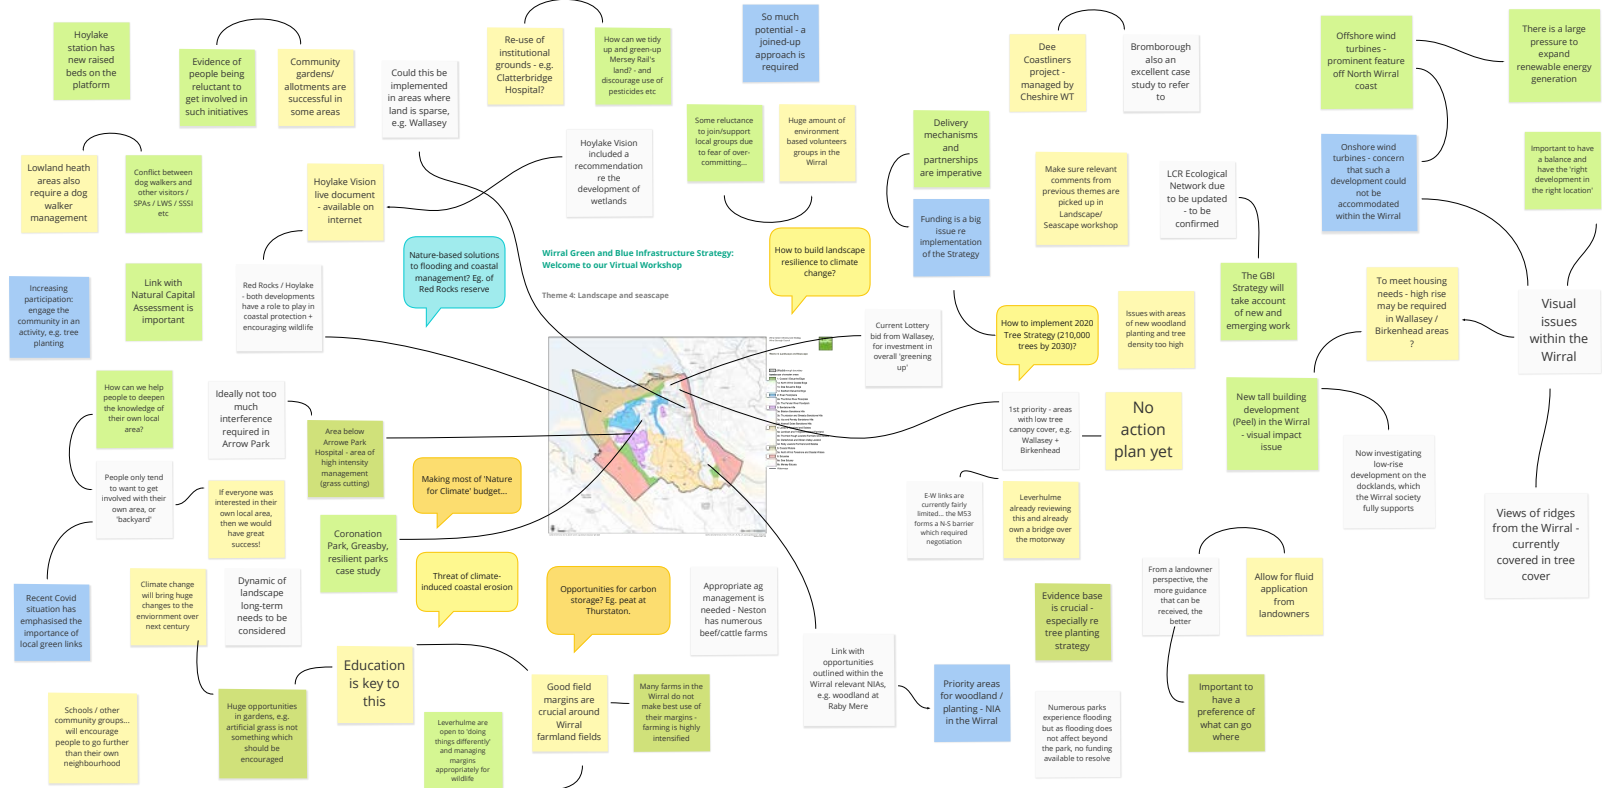 Hoylake
station has
new raised
beds on the
platform
Evidence of
people being
reluctant to
get involved in
such initiatives
Community
gardens/
allotments are
successful in
some areas
Could this be
implemented
in areas where
land is sparse,
e.g. Wallasey
Re-use of
institutional
grounds - e.g.
Clatterbridge
Hospital?
How can we tidy
up and green-up
Mersey Rail's
land? - and
discourage use of
pesticides etc
So much
potential - a
joined-up
approach is
required
Dee
Coastliners
project -
managed by
Cheshire WT
Bromborough
also an
excellent case
study to refer
to
Offshore wind
turbines -
prominent feature
off North Wirral
coast
There is a large
pressure to
expand
renewable energy
generation
Lowland heath
areas also
require a dog
walker
management
Conflict between
dog walkers and
other visitors /
SPAs / LWS / SSSI
etc
Hoylake Vision
live document
- available on
internet
Hoylake Vision
included a
recommendation
re the
development of
wetlands
Some reluctance
to join/support
local groups due
to fear of over-
committing...
Huge amount of
environment
based volunteers
groups in the
Wirral
Delivery
mechanisms
and
partnerships
are imperative
Funding is a big
issue re
implementation
of the Strategy
Make sure relevant
comments from
previous themes are
picked up in
Landscape/
Seascape workshop
LCR Ecological
Network due
to be updated
- to be
confirmed
Onshore wind
turbines - concern
that such a
development could
not be
accommodated
within the Wirral
Important to have
a balance and
have the 'right
development in
the right location'
Increasing
participation:
engage the
community in an
activity, e.g. tree
planting
Link with
Natural Capital
Assessment is
important
Red Rocks / Hoylake
- both developments
have a role to play in
coastal protection +
encouraging wildlife
Nature-based solutions
to flooding and coastal
management? Eg. of
Red Rocks reserve
Wirral Green and Blue Infrastructure Strategy:
Welcome to our Virtual Workshop
Theme 4: Landscape and seascape
How to build landscape
resilience to climate
change?
Current Lottery
bid from Wallasey,
for investment in
overall 'greening
up'
How to implement 2020
Tree Strategy (210,000
trees by 2030)?
Issues with areas
of new woodland
planting and tree
density too high
The GBI
Strategy will
take account
of new and
emerging work
To meet housing
needs - high rise
may be required
in Wallasey /
Birkenhead areas
?
Visual
issues
within the
Wirral
How can we help
people to deepen
the knowledge of
their own local
area?
Ideally not too
much
interference
required in
Arrow Park
Area below
Arrowe Park
Hospital - area of
high intensity
management
(grass cutting)
1st priority - areas
with low tree
canopy cover, e.g.
Wallasey +
Birkenhead
No
action
plan yet
New tall building
development
(Peel) in the Wirral
- visual impact
issue
Now investigating
low-rise
development on the
docklands, which
the Wirral society
fully supports
People only tend
to want to get
involved with their
own area, or
'backyard'
If everyone was
interested in their
own local area,
then we would
have great
success!
Making most of 'Nature
for Climate' budget...
Coronation
Park, Greasby,
resilient parks
case study
E-W links are
currently fairly
limited... the M53
forms a N-S barrier
which required
negotiation
Leverhulme
already reviewing
this and already
own a bridge over
the motorway
Views of ridges
from the Wirral -
currently
covered in tree
cover
Recent Covid
situation has
emphasised the
importance of
local green links
Climate change
will bring huge
changes to the
enviornment over
next century
Dynamic of
landscape
long-term
needs to be
considered
Threat of climate-
induced coastal erosion
Opportunities for carbon
storage? Eg. peat at
Thurstaton.
Appropriate ag
management is
needed - Neston
has numerous
beef/cattle farms
Evidence base
is crucial -
especially re
tree planting
strategy
From a landowner
perspective, the
more guidance
that can be
received, the
better
Allow for fluid
application
from
landowners
Schools / other
community groups...
will encourage
people to go further
than their own
neighbourhood
Huge opportunities
in gardens, e.g.
artificial grass is not
something which
should be
encouraged
Education
is key to
this
Leverhulme are
open to 'doing
things differently'
and managing
margins
appropriately for
wildlife
Good field
margins are
crucial around
Wirral
farmland fields
Many farms in the
Wirral do not
make best use of
their margins -
farming is highly
intensified
Link with
opportunities
outlined within the
Wirral relevant NIAs,
e.g. woodland at
Raby Mere
Priority areas
for woodland /
planting - NIA
in the Wirral
Numerous parks
experience flooding
but as flooding does
not affect beyond
the park, no funding
available to resolve
Important to
have a
preference of
what can go
where